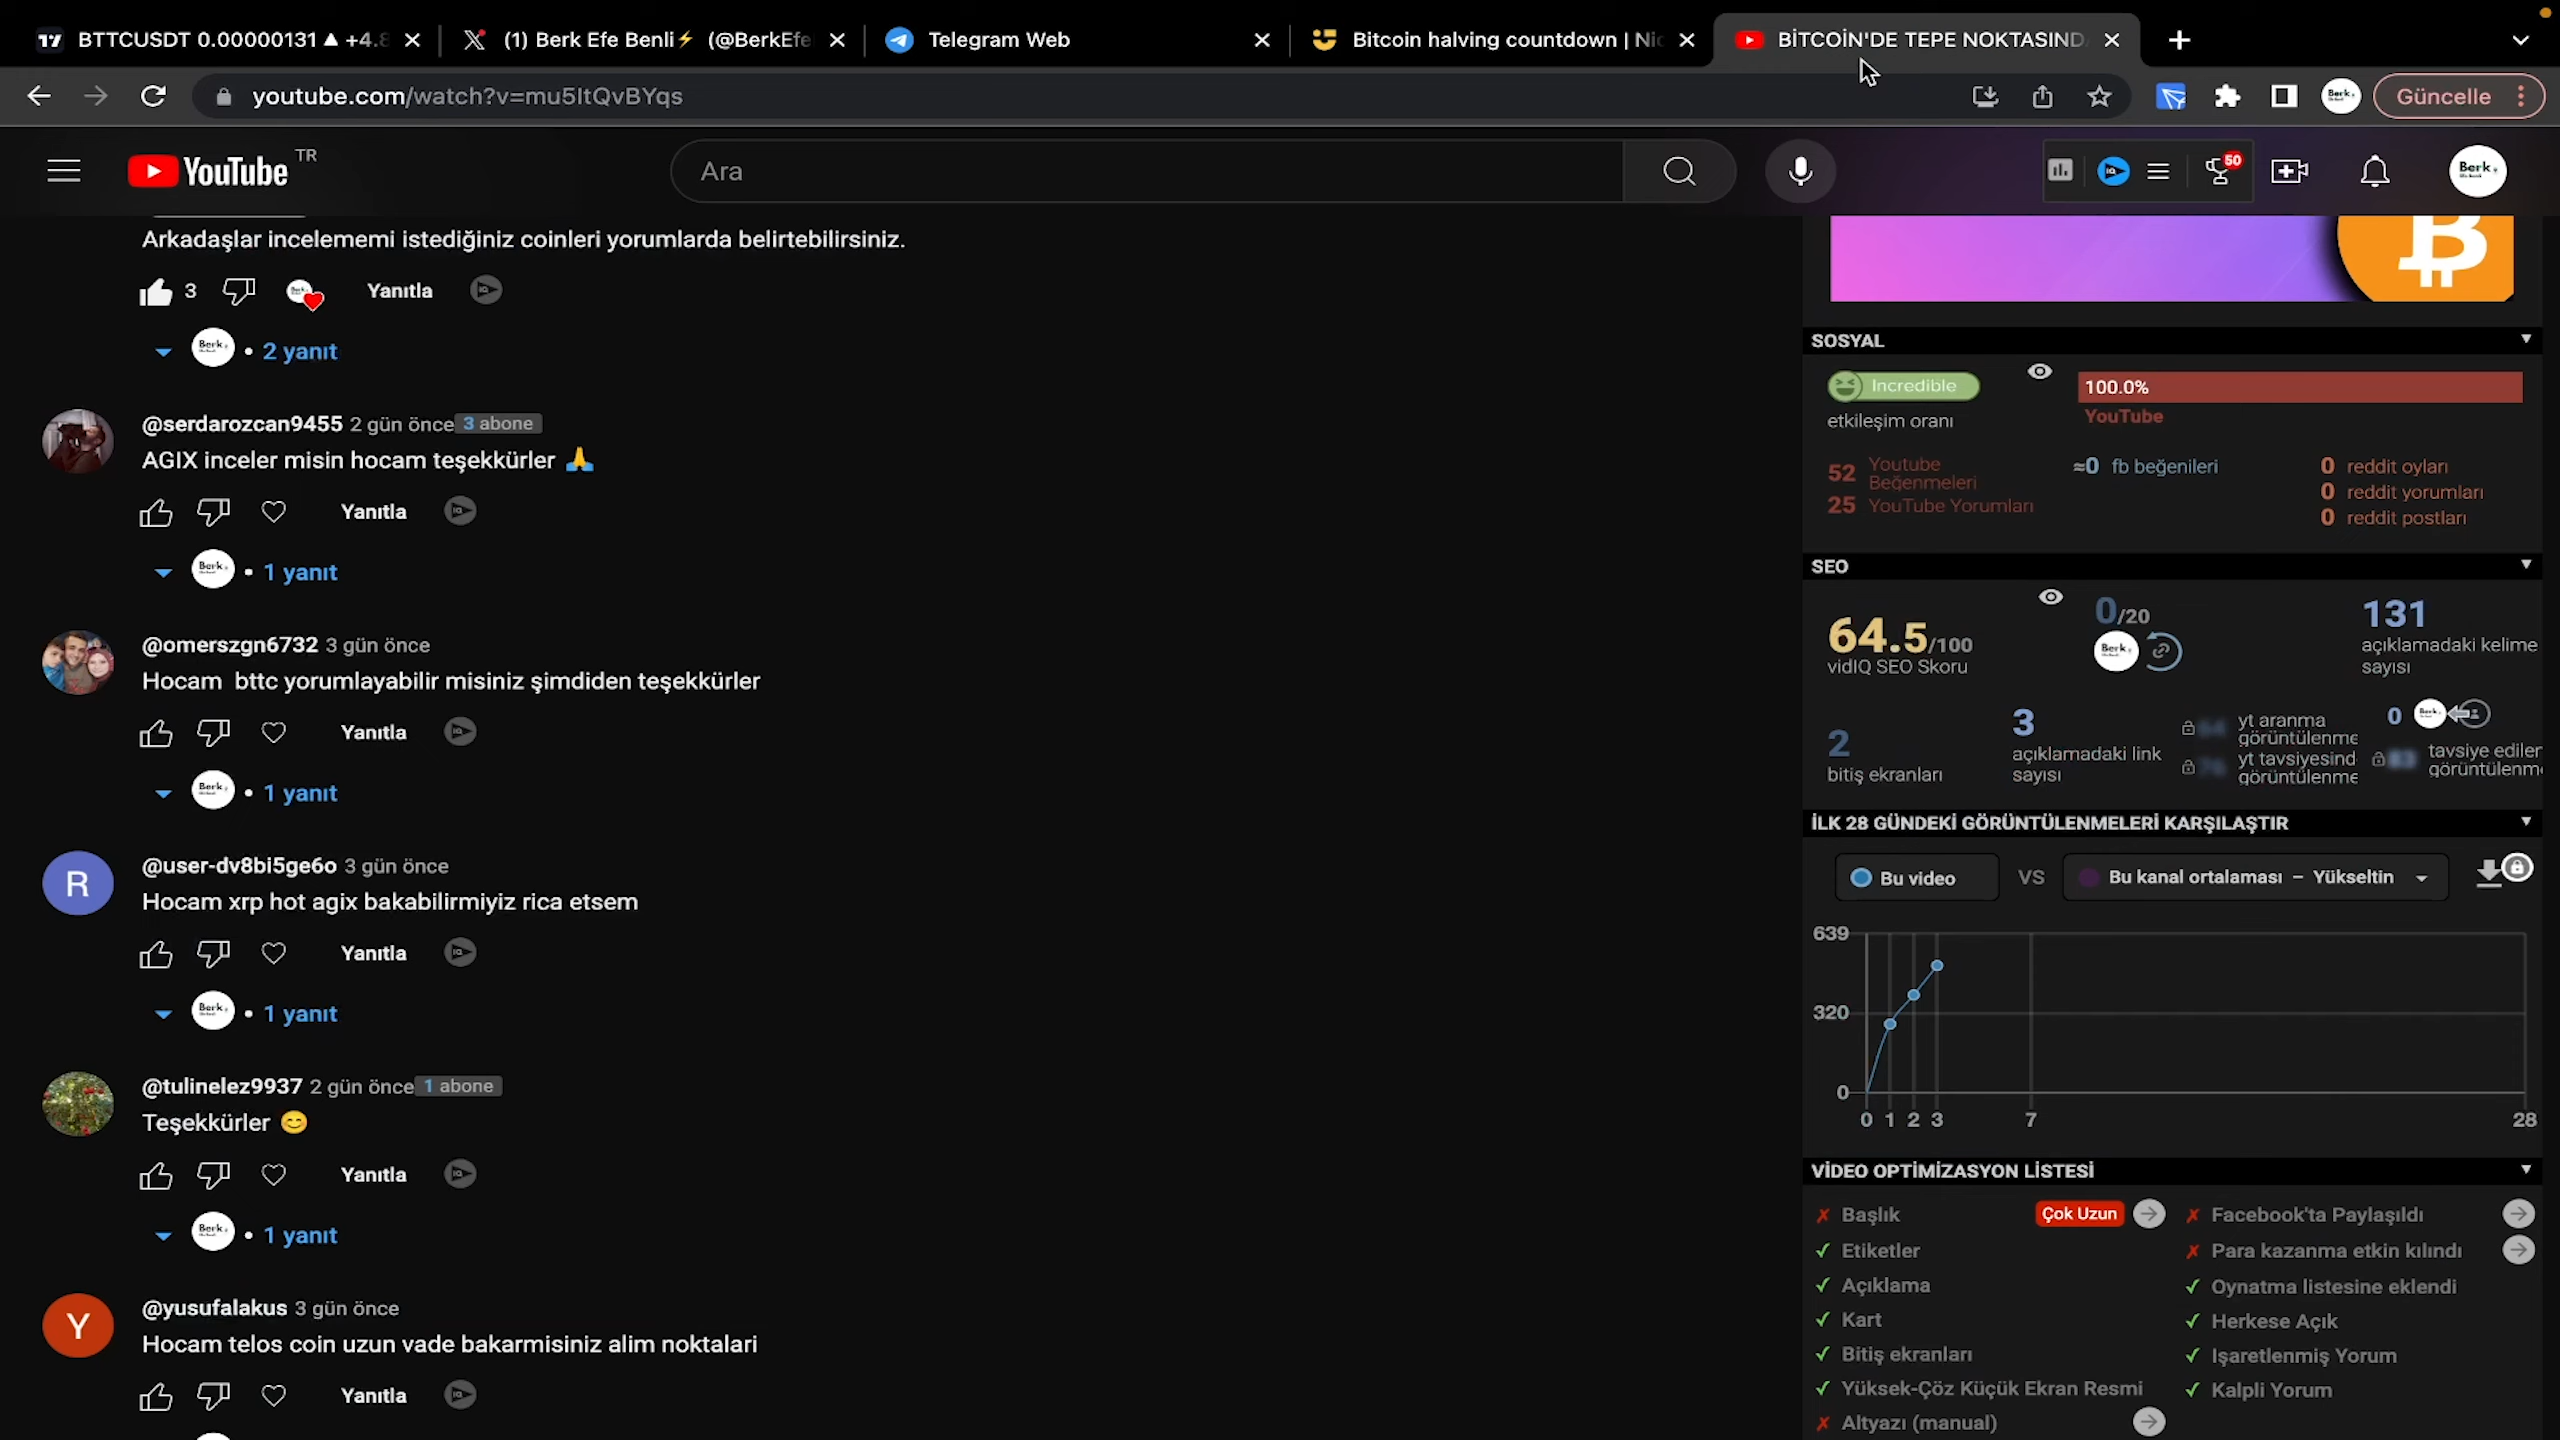 BTTCUSDT 0.00000131 ▲ +4.8
(1) Berk Efe Benli⚡ (@BerkEfe
Telegram Web
Bitcoin halving countdown | Nic
BİTCOİN'DE TEPE NOKTASIND
youtube.com/watch?v=mu5ItQvBYqs
Güncelle
YouTube TR
Ara
50
Berk
Arkadaşlar incelememi istediğiniz coinleri yorumlarda belirtebilirsiniz.
3
Yanıtla
2 yanıt
@serdarozcan9455 2 gün önce 3 abone
AGIX inceler misin hocam teşekkürler 🙏
Yanıtla
1 yanıt
@omerszgn6732 3 gün önce
Hocam bttc yorumlayabilir misiniz şimdiden teşekkürler
Yanıtla
1 yanıt
@user-dv8bi5ge6o 3 gün önce
R
Hocam xrp hot agix bakabilirmiyiz rica etsem
Yanıtla
1 yanıt
@tulinelez9937 2 gün önce 1 abone
Teşekkürler 😊
Yanıtla
1 yanıt
@yusufalakus 3 gün önce
Y
Hocam telos coin uzun vade bakarmisiniz alim noktalari
Yanıtla
SOSYAL
Incredible
etkileşim oranı
100.0%
YouTube
52 Youtube Beğenmeleri
25 YouTube Yorumları
≈0 fb beğenileri
0 reddit oyları
0 reddit yorumları
0 reddit postları
SEO
64.5/100
vidIQ SEO Skoru
0/20
131
açıklamadaki kelime
sayısı
2
bitiş ekranları
3
açıklamadaki link
sayısı
yt aranma
görüntülenme
yt tavsiyesind
görüntülenme
0
tavsiye ediler
görüntülenm
İLK 28 GÜNDEKİ GÖRÜNTÜLENMELERİ KARŞILAŞTIR
Bu video
VS
Bu kanal ortalaması – Yükseltin
639
320
0
0 1 2 3 7 28
VİDEO OPTİMİZASYON LİSTESİ
✗ Başlık Çok Uzun
✓ Etiketler
✓ Açıklama
✓ Kart
✓ Bitiş ekranları
✓ Yüksek-Çöz Küçük Ekran Resmi
✗ Altyazı (manual)
✗ Facebook'ta Paylaşıldı
✗ Para kazanma etkin kılındı
✓ Oynatma listesine eklendi
✓ Herkese Açık
✓ Işaretlenmiş Yorum
✓ Kalpli Yorum